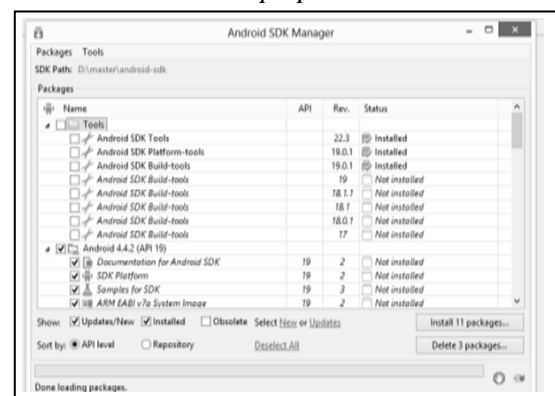 Android SDK Manager
Packages Tools
SDK Path: D:\master\android-sdk
Packages
Name API Rev. Status
Tools
Android SDK Tools 22.3 Installed
Android SDK Platform-tools 19.0.1 Installed
Android SDK Build-tools 19.0.1 Installed
Android SDK Build-tools 19 Not installed
Android SDK Build-tools 18.1.1 Not installed
Android SDK Build-tools 18.1 Not installed
Android SDK Build-tools 18.0.1 Not installed
Android SDK Build-tools 17 Not installed
Android 4.4.2 (API 19)
Documentation for Android SDK 19 2 Not installed
SDK Platform 19 2 Not installed
Samples for SDK 19 3 Not installed
ARM EABI v7a System Image 19 2 Not installed
Show: Updates/New Installed Obsolete Select New or Updates Install 11 packages...
Sort by: API level Repository Deselect All Delete 3 packages...
Done loading packages.